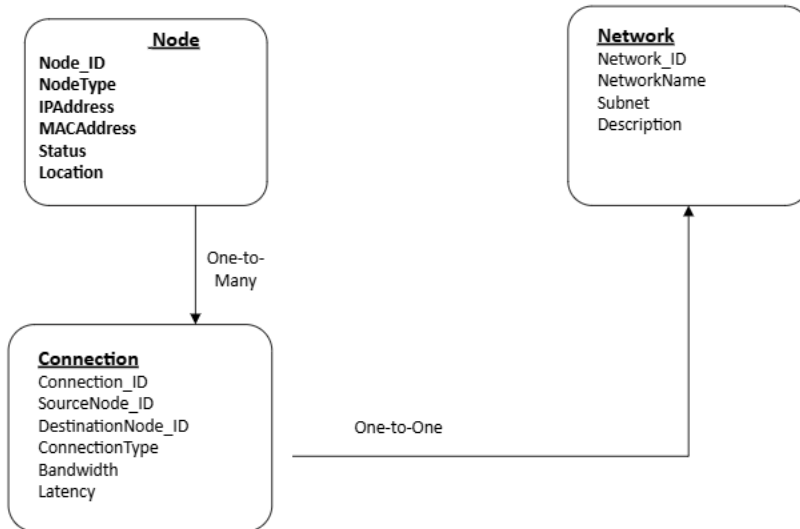 Node
Node_ID
NodeType
IPAddress
MACAddress
Status
Location
Network
Network_ID
NetworkName
Subnet
Description
One-to-
Many
Connection
Connection_ID
SourceNode_ID
DestinationNode_ID
ConnectionType
Bandwidth
Latency
One-to-One